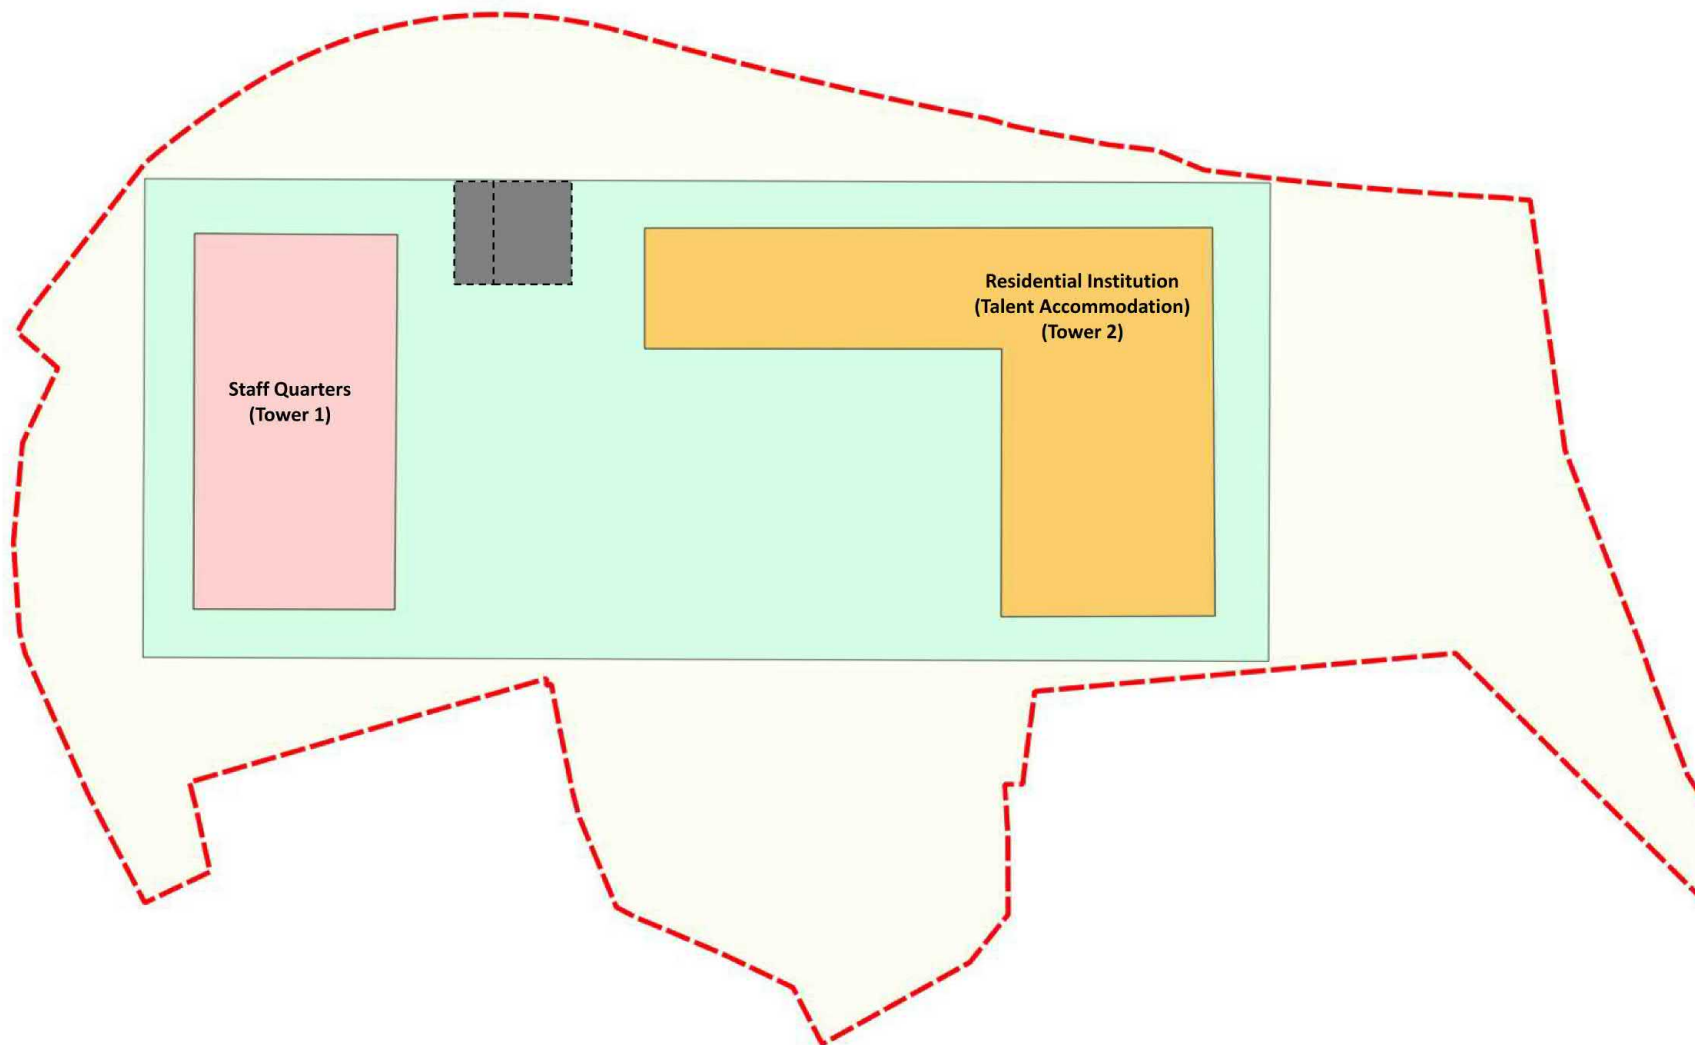 Residential Institution
(Talent Accommodation)
(Tower 2)
Staff Quarters
(Tower 1)